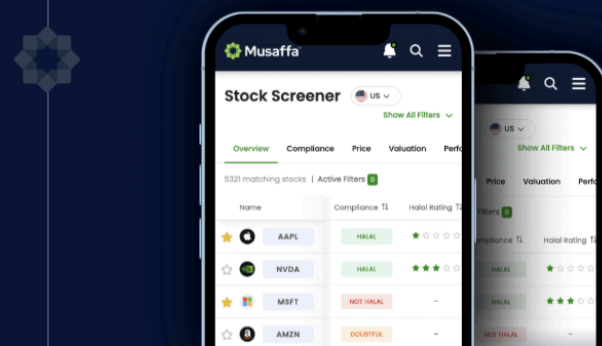 Musaffa
Stock Screener US
Show All Filters
Overview Compliance Price Valuation Perfo
5321 matching stocks | Active Filters 0
Name Compliance Halal Rating
AAPL HALAL
NVDA HALAL
MSFT NOT HALAL -
AMZN DOUBTFUL -
US
Show All Filters
Price Valuation Perfo
Filters 0
mpliance Halal Rating
HALAL
HALAL
NOT HALAL -